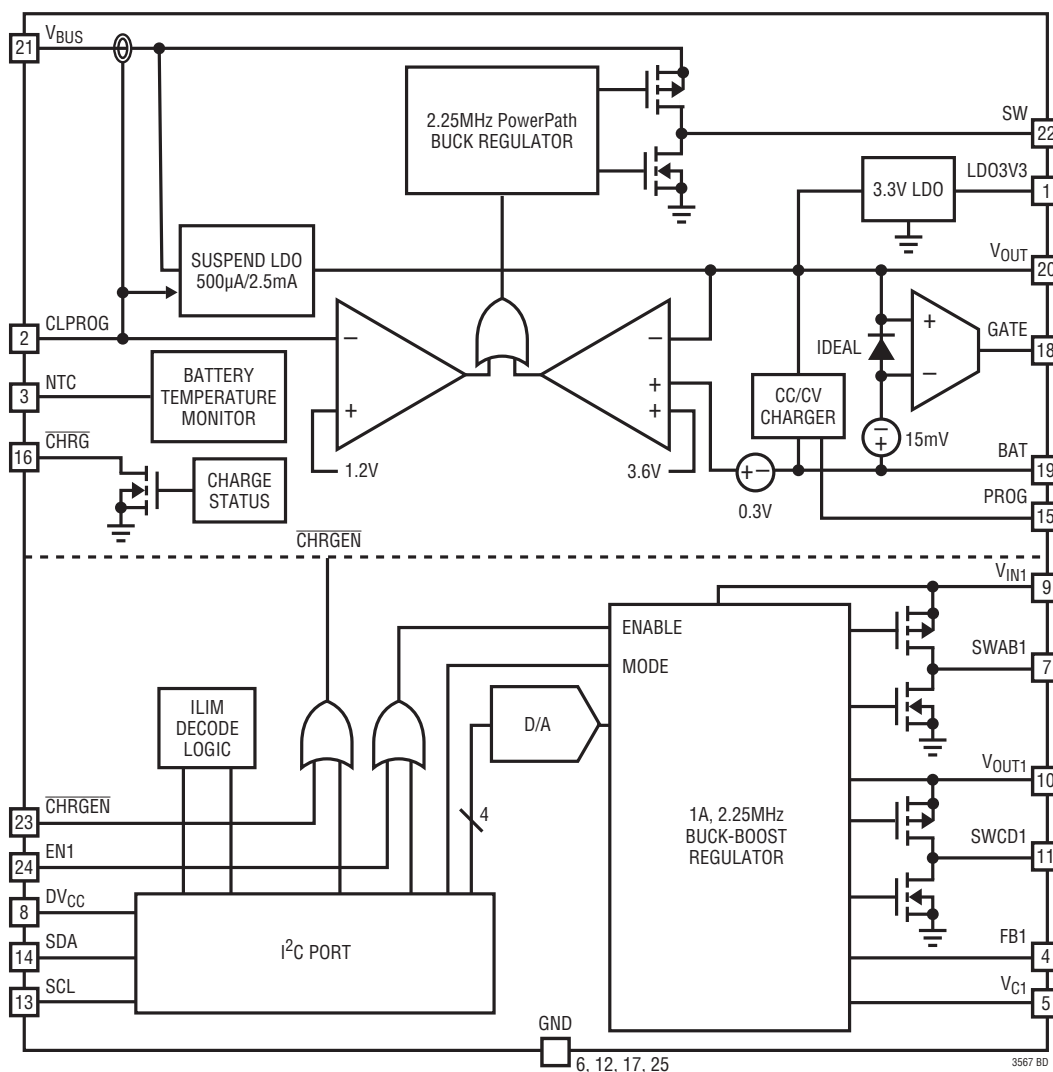 21
VBUS
2.25MHz PowerPath
BUCK REGULATOR
SW
22
LDO3V3
1
3.3V LDO
SUSPEND LDO
500µA/2.5mA
VOUT
20
2
CLPROG
−
−
+
GATE
18
IDEAL
3
NTC
BATTERY
TEMPERATURE
MONITOR
+
+
+
−
CC/CV
CHARGER
−
+
15mV
16
CHRG
CHARGE
STATUS
1.2V
3.6V
+−
0.3V
BAT
19
PROG
15
CHRGEN
VIN1
9
ENABLE
MODE
SWAB1
7
ILIM
DECODE
LOGIC
D/A
VOUT1
10
4
1A, 2.25MHz
BUCK-BOOST
REGULATOR
23
CHRGEN
SWCD1
11
24
EN1
8
DVCC
I2C PORT
14
SDA
FB1
4
13
SCL
VC1
5
GND
6, 12, 17, 25
3567 BD